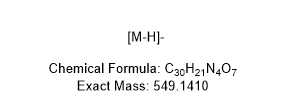 [M-H]-
Chemical Formula: C₃₀H₂₁N₄O₇
Exact Mass: 549.1410